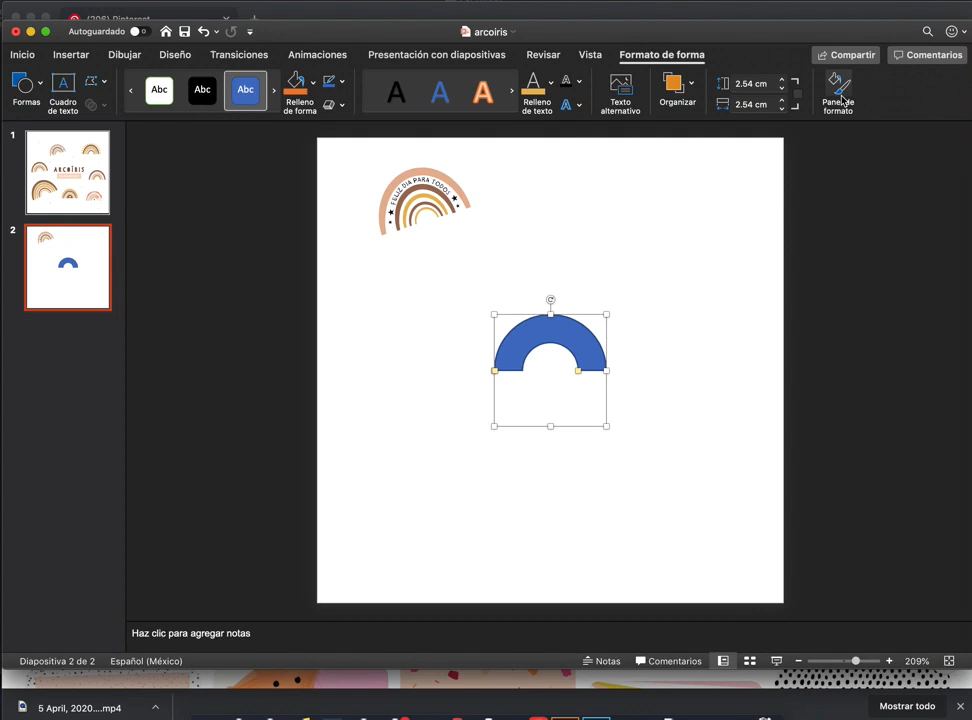 (206) Pinterest
Autoguardado
arcoiris
Inicio Insertar Dibujar Diseño Transiciones Animaciones Presentación con diapositivas Revisar Vista Formato de forma Compartir Comentarios
Abc Abc Abc A A A A A A 2.54 cm
2.54 cm
Formas Cuadro de texto Relleno de forma Relleno de texto Texto alternativo Organizar Panel de formato
1
ARCOÍRIS
2
FELIZ DIA PARA TODOS
Haz clic para agregar notas
Diapositiva 2 de 2 Español (México) Notas Comentarios 209%
5 April, 2020....mp4 Mostrar todo